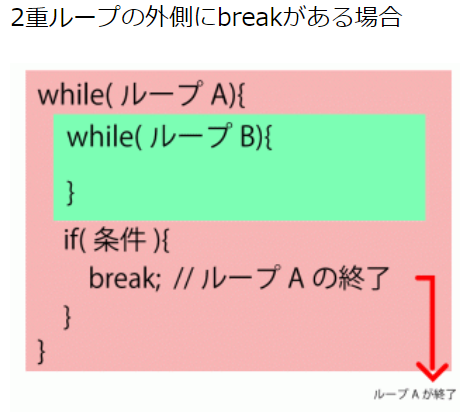 2重ループの外側にbreakがある場合
while( ループ A){
while( ループ B){
}
if( 条件 ){
break; // ループ A の終了
}
}
ループ A が終了